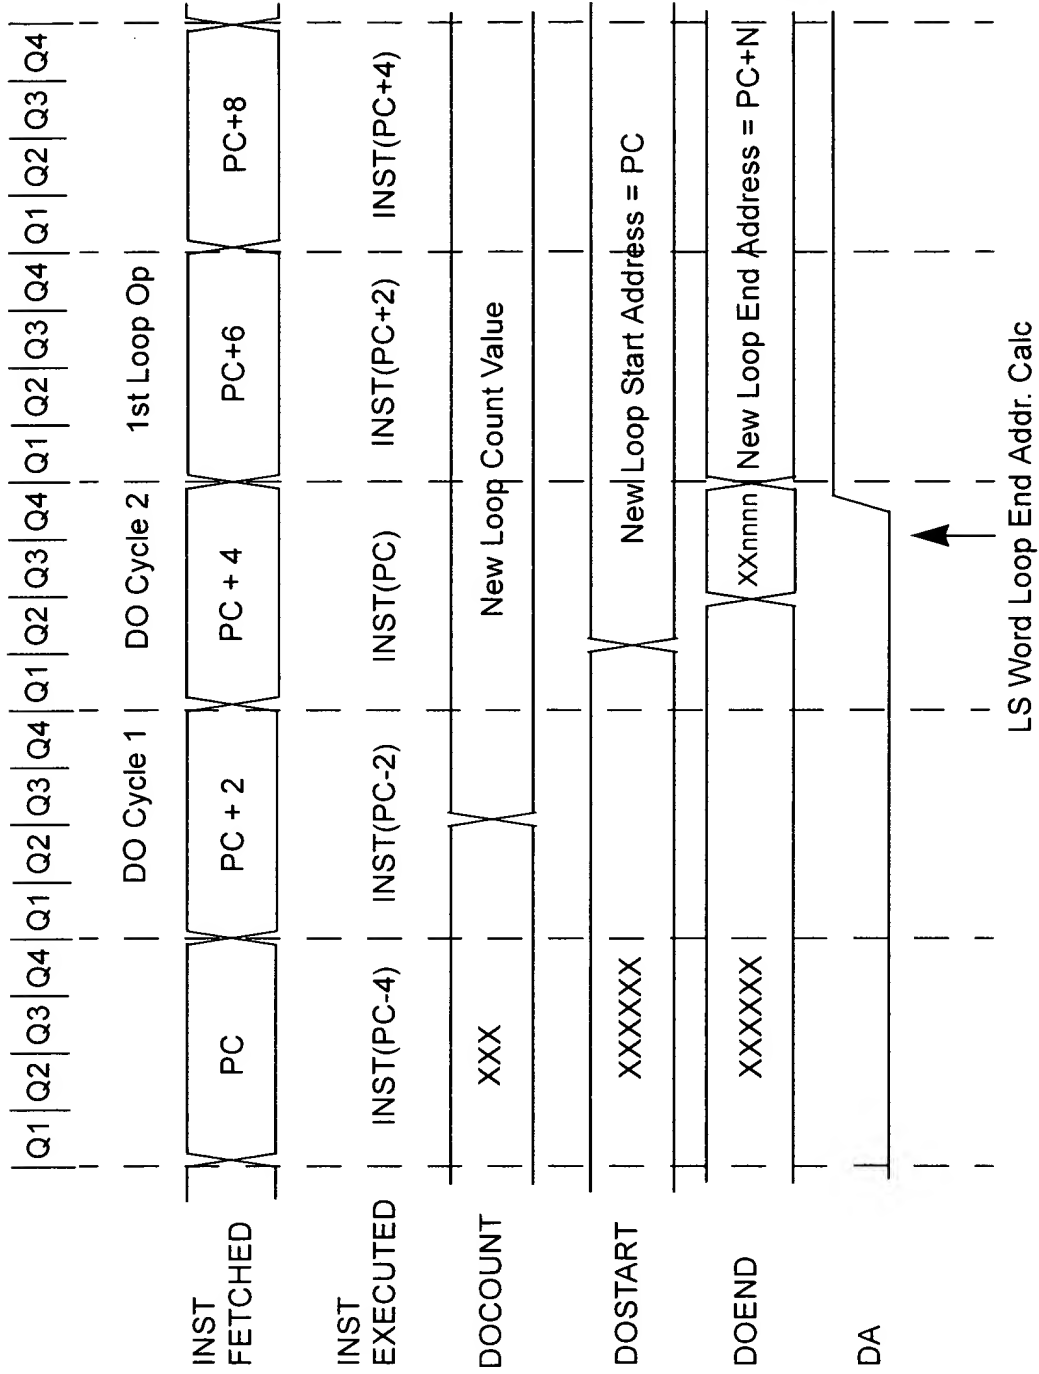 Q1 Q2 Q3 Q4 Q1 Q2 Q3 Q4 Q1 Q2 Q3 Q4 Q1 Q2 Q3 Q4 Q1 Q2 Q3 Q4
DO Cycle 1 DO Cycle 2 1st Loop Op
INST
FETCHED
PC PC + 2 PC + 4 PC+6 PC+8
INST
EXECUTED
INST(PC-4) INST(PC-2) INST(PC) INST(PC+2) INST(PC+4)
DOCOUNT XXX New Loop Count Value
DOSTART XXXXXX New Loop Start Address = PC
DOEND XXXXXX XXnnnn New Loop End Address = PC+N
DA
LS Word Loop End Addr. Calc